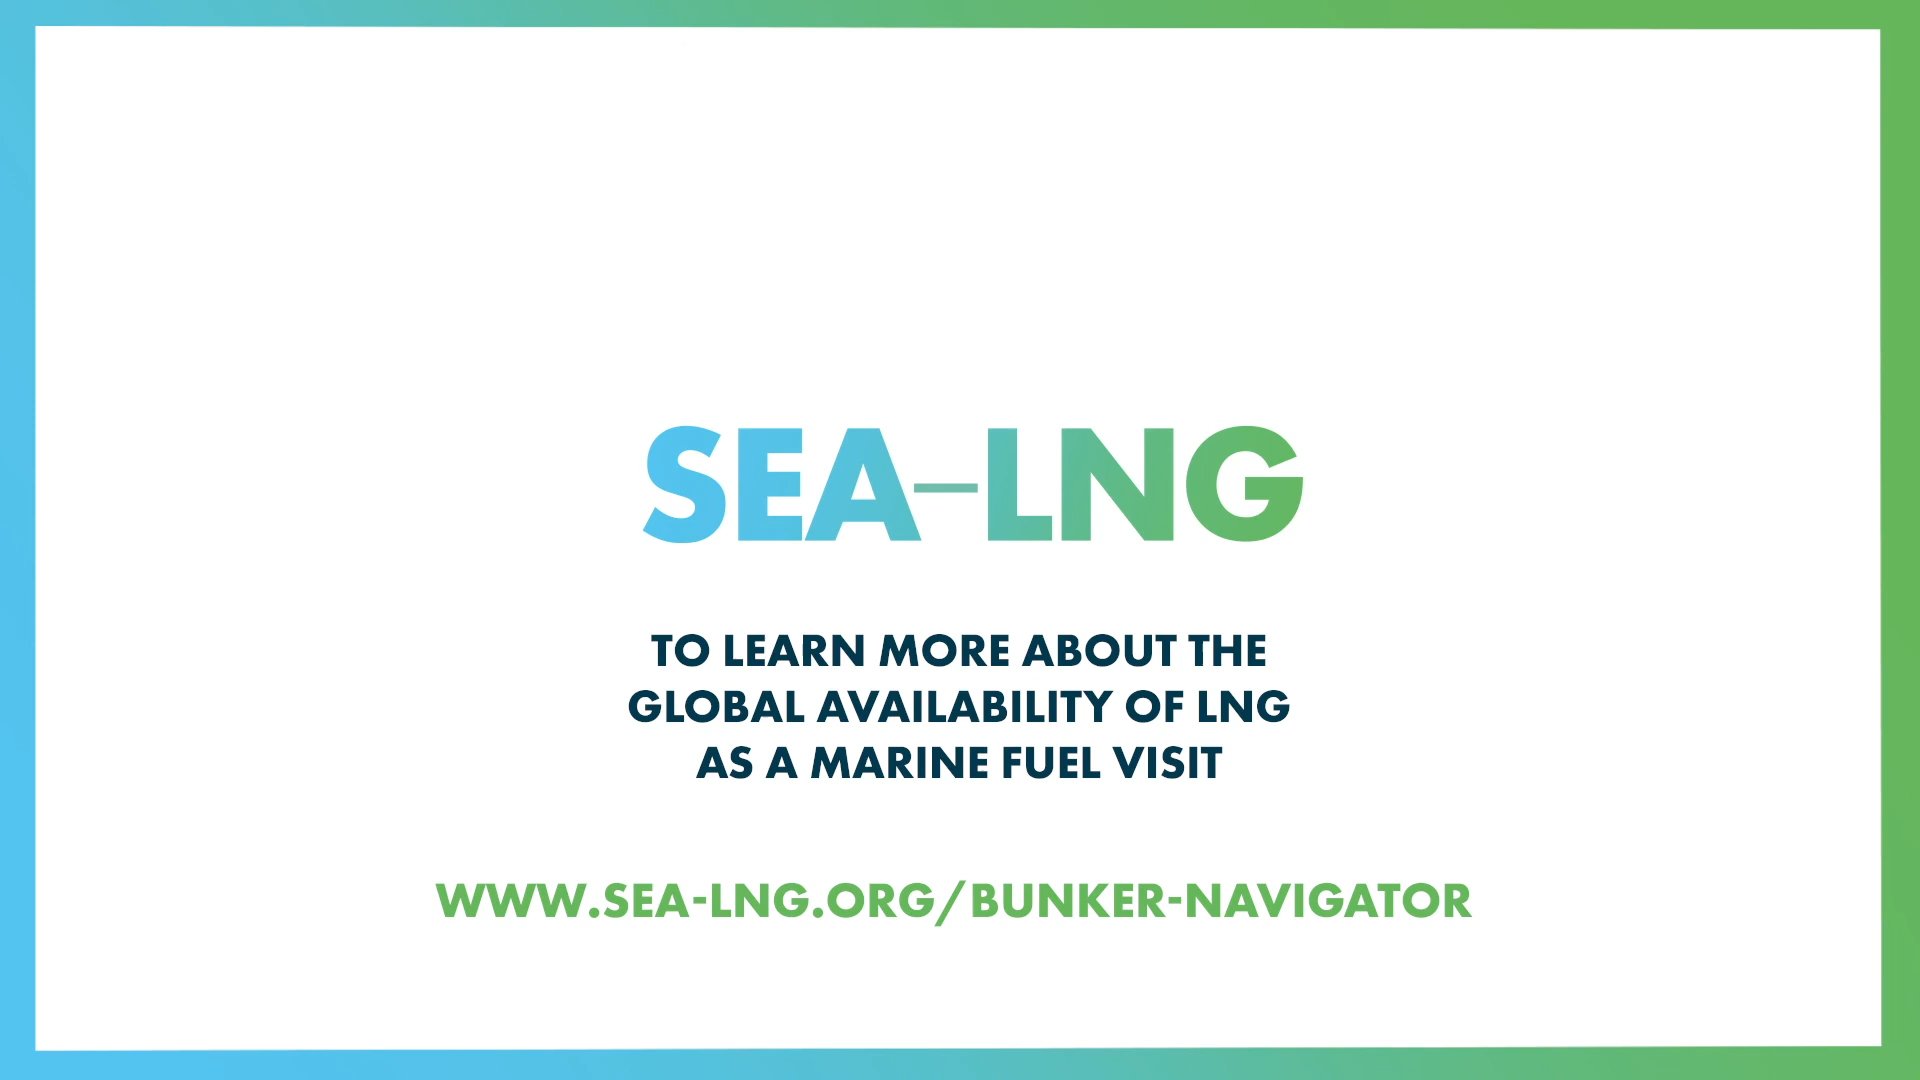 SEA–LNG
TO LEARN MORE ABOUT THE
GLOBAL AVAILABILITY OF LNG
AS A MARINE FUEL VISIT
WWW.SEA-LNG.ORG/BUNKER-NAVIGATOR